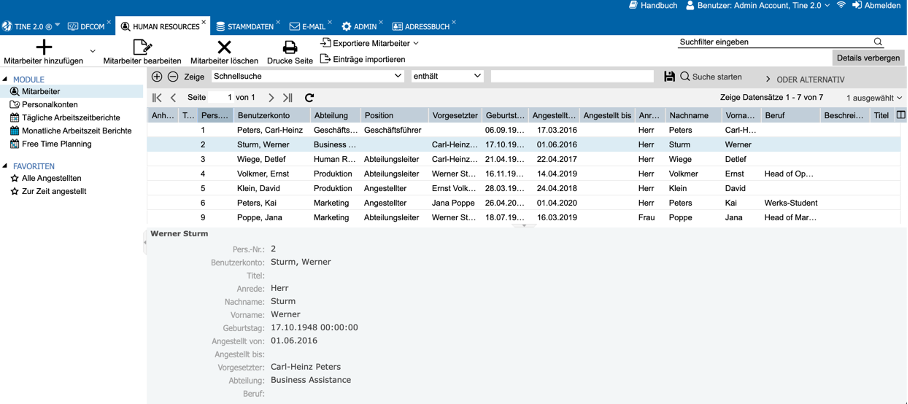 Handbuch Benutzer: Admin Account, Tine 2.0 Abmelden
TINE 2.0 ® DFCOM HUMAN RESOURCES STAMMDATEN E-MAIL ADMIN ADRESSBUCH
Mitarbeiter hinzufügen Mitarbeiter bearbeiten Mitarbeiter löschen Drucke Seite Exportiere Mitarbeiter Einträge importieren
Suchfilter eingeben
Details verbergen
MODULE
Mitarbeiter
Personalkonten
Tägliche Arbeitszeitberichte
Monatliche Arbeitszeit Berichte
Free Time Planning
FAVORITEN
Alle Angestellten
Zur Zeit angestellt
Zeige Schnellsuche enthält Suche starten ODER ALTERNATIV
Seite 1 von 1 Zeige Datensätze 1 - 7 von 7 1 ausgewählt
Anh... T... Pers.... Benutzerkonto Abteilung Position Vorgesetzter Geburtst... Angestellt... Angestellt bis Anr... Nachname Vorna... Beruf Beschrei... Titel
1 Peters, Carl-Heinz Geschäfts... Geschäftsführer 06.09.19... 17.03.2016 Herr Peters Carl-H...
2 Sturm, Werner Business ... Carl-Heinz... 17.10.19... 01.06.2016 Herr Sturm Werner
3 Wiege, Detlef Human R... Abteilungsleiter Carl-Heinz... 21.04.19... 22.04.2017 Herr Wiege Detlef
4 Volkmer, Ernst Produktion Abteilungsleiter Werner St... 16.11.19... 14.04.2019 Herr Volkmer Ernst Head of Op...
5 Klein, David Produktion Angestellter Ernst Volk... 28.03.19... 24.04.2018 Herr Klein David
6 Peters, Kai Marketing Angestellter Jana Poppe 26.04.20... 01.04.2020 Herr Peters Kai Werks-Student
9 Poppe, Jana Marketing Abteilungsleiter Werner St... 18.07.19... 16.03.2019 Frau Poppe Jana Head of Mar...
Werner Sturm
Pers.-Nr.: 2
Benutzerkonto: Sturm, Werner
Titel:
Anrede: Herr
Nachname: Sturm
Vorname: Werner
Geburtstag: 17.10.1948 00:00:00
Angestellt von: 01.06.2016
Angestellt bis:
Vorgesetzter: Carl-Heinz Peters
Abteilung: Business Assistance
Beruf: